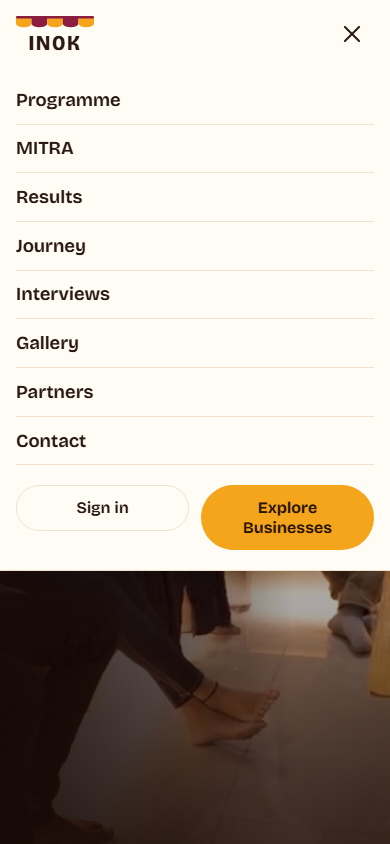 INOK
Programme
MITRA
Results
Journey
Interviews
Gallery
Partners
Contact
Sign in
Explore
Businesses